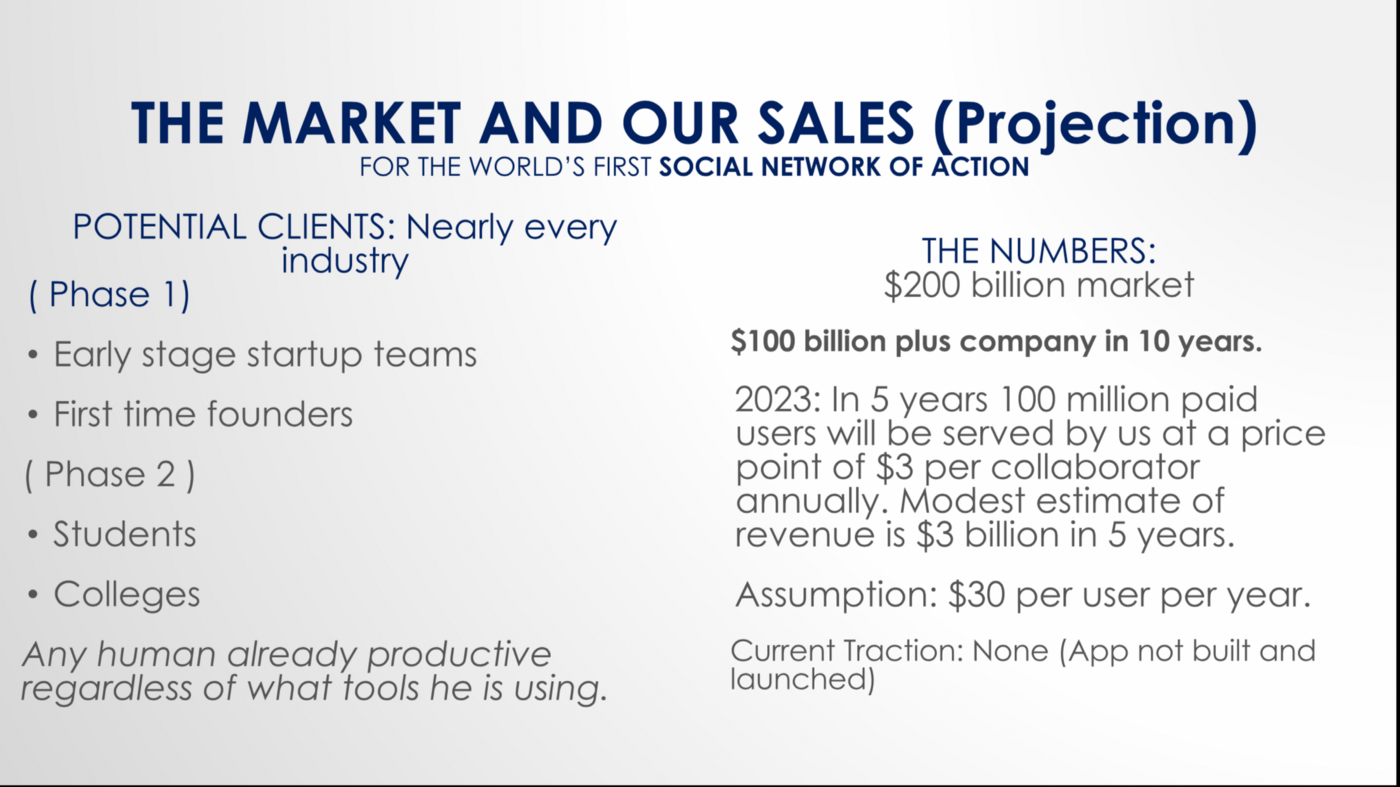 THE MARKET AND OUR SALES (Projection)
FOR THE WORLD'S FIRST SOCIAL NETWORK OF ACTION
POTENTIAL CLIENTS: Nearly every
industry
( Phase 1)
• Early stage startup teams
• First time founders
( Phase 2 )
• Students
• Colleges
Any human already productive
regardless of what tools he is using.
THE NUMBERS:
$200 billion market
$100 billion plus company in 10 years.
2023: In 5 years 100 million paid
users will be served by us at a price
point of $3 per collaborator
annually. Modest estimate of
revenue is $3 billion in 5 years.
Assumption: $30 per user per year.
Current Traction: None (App not built and
launched)